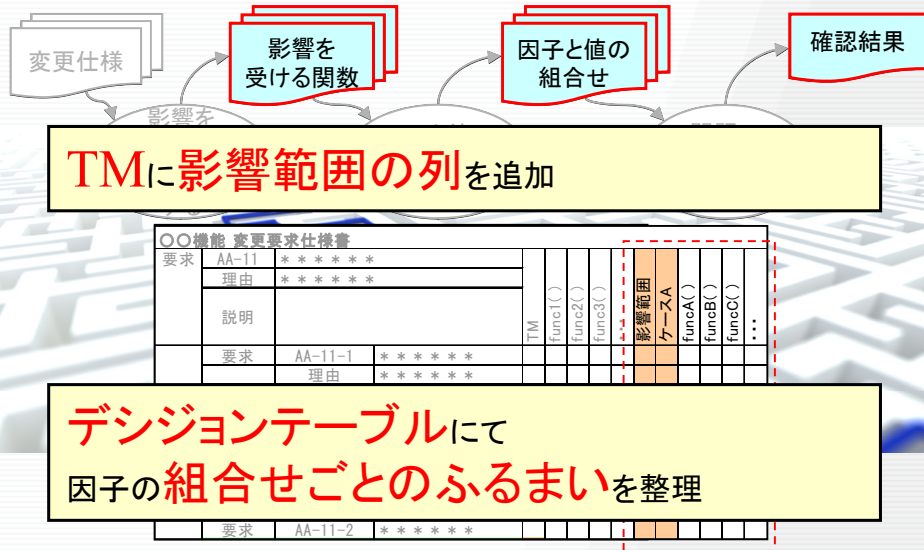 変更仕様
影響を
受ける関数
因子と値の
組合せ
確認結果
影響を
TMに影響範囲の列を追加
〇〇機能 変更要求仕様書
要求 AA-11 ******
理由 ******
説明
TM
func1()
func2()
func3()
...
影響範囲
ケースA
funcA()
funcB()
funcC()
...
要求 AA-11-1 ******
理由 ******
デシジョンテーブルにて
因子の組合せごとのふるまいを整理
要求 AA-11-2 ******